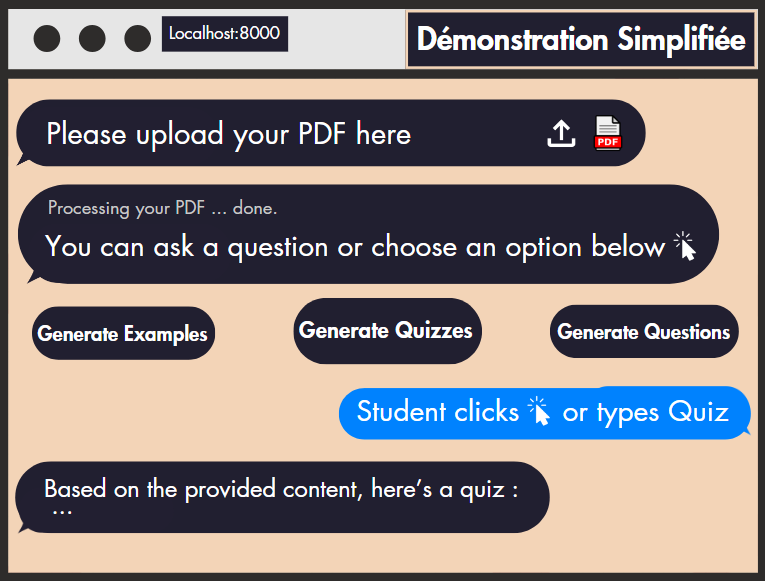 Localhost:8000
Démonstration Simplifiée
Please upload your PDF here
PDF
Processing your PDF ... done.
You can ask a question or choose an option below
Generate Examples
Generate Quizzes
Generate Questions
Student clicks or types Quiz
Based on the provided content, here's a quiz :
...